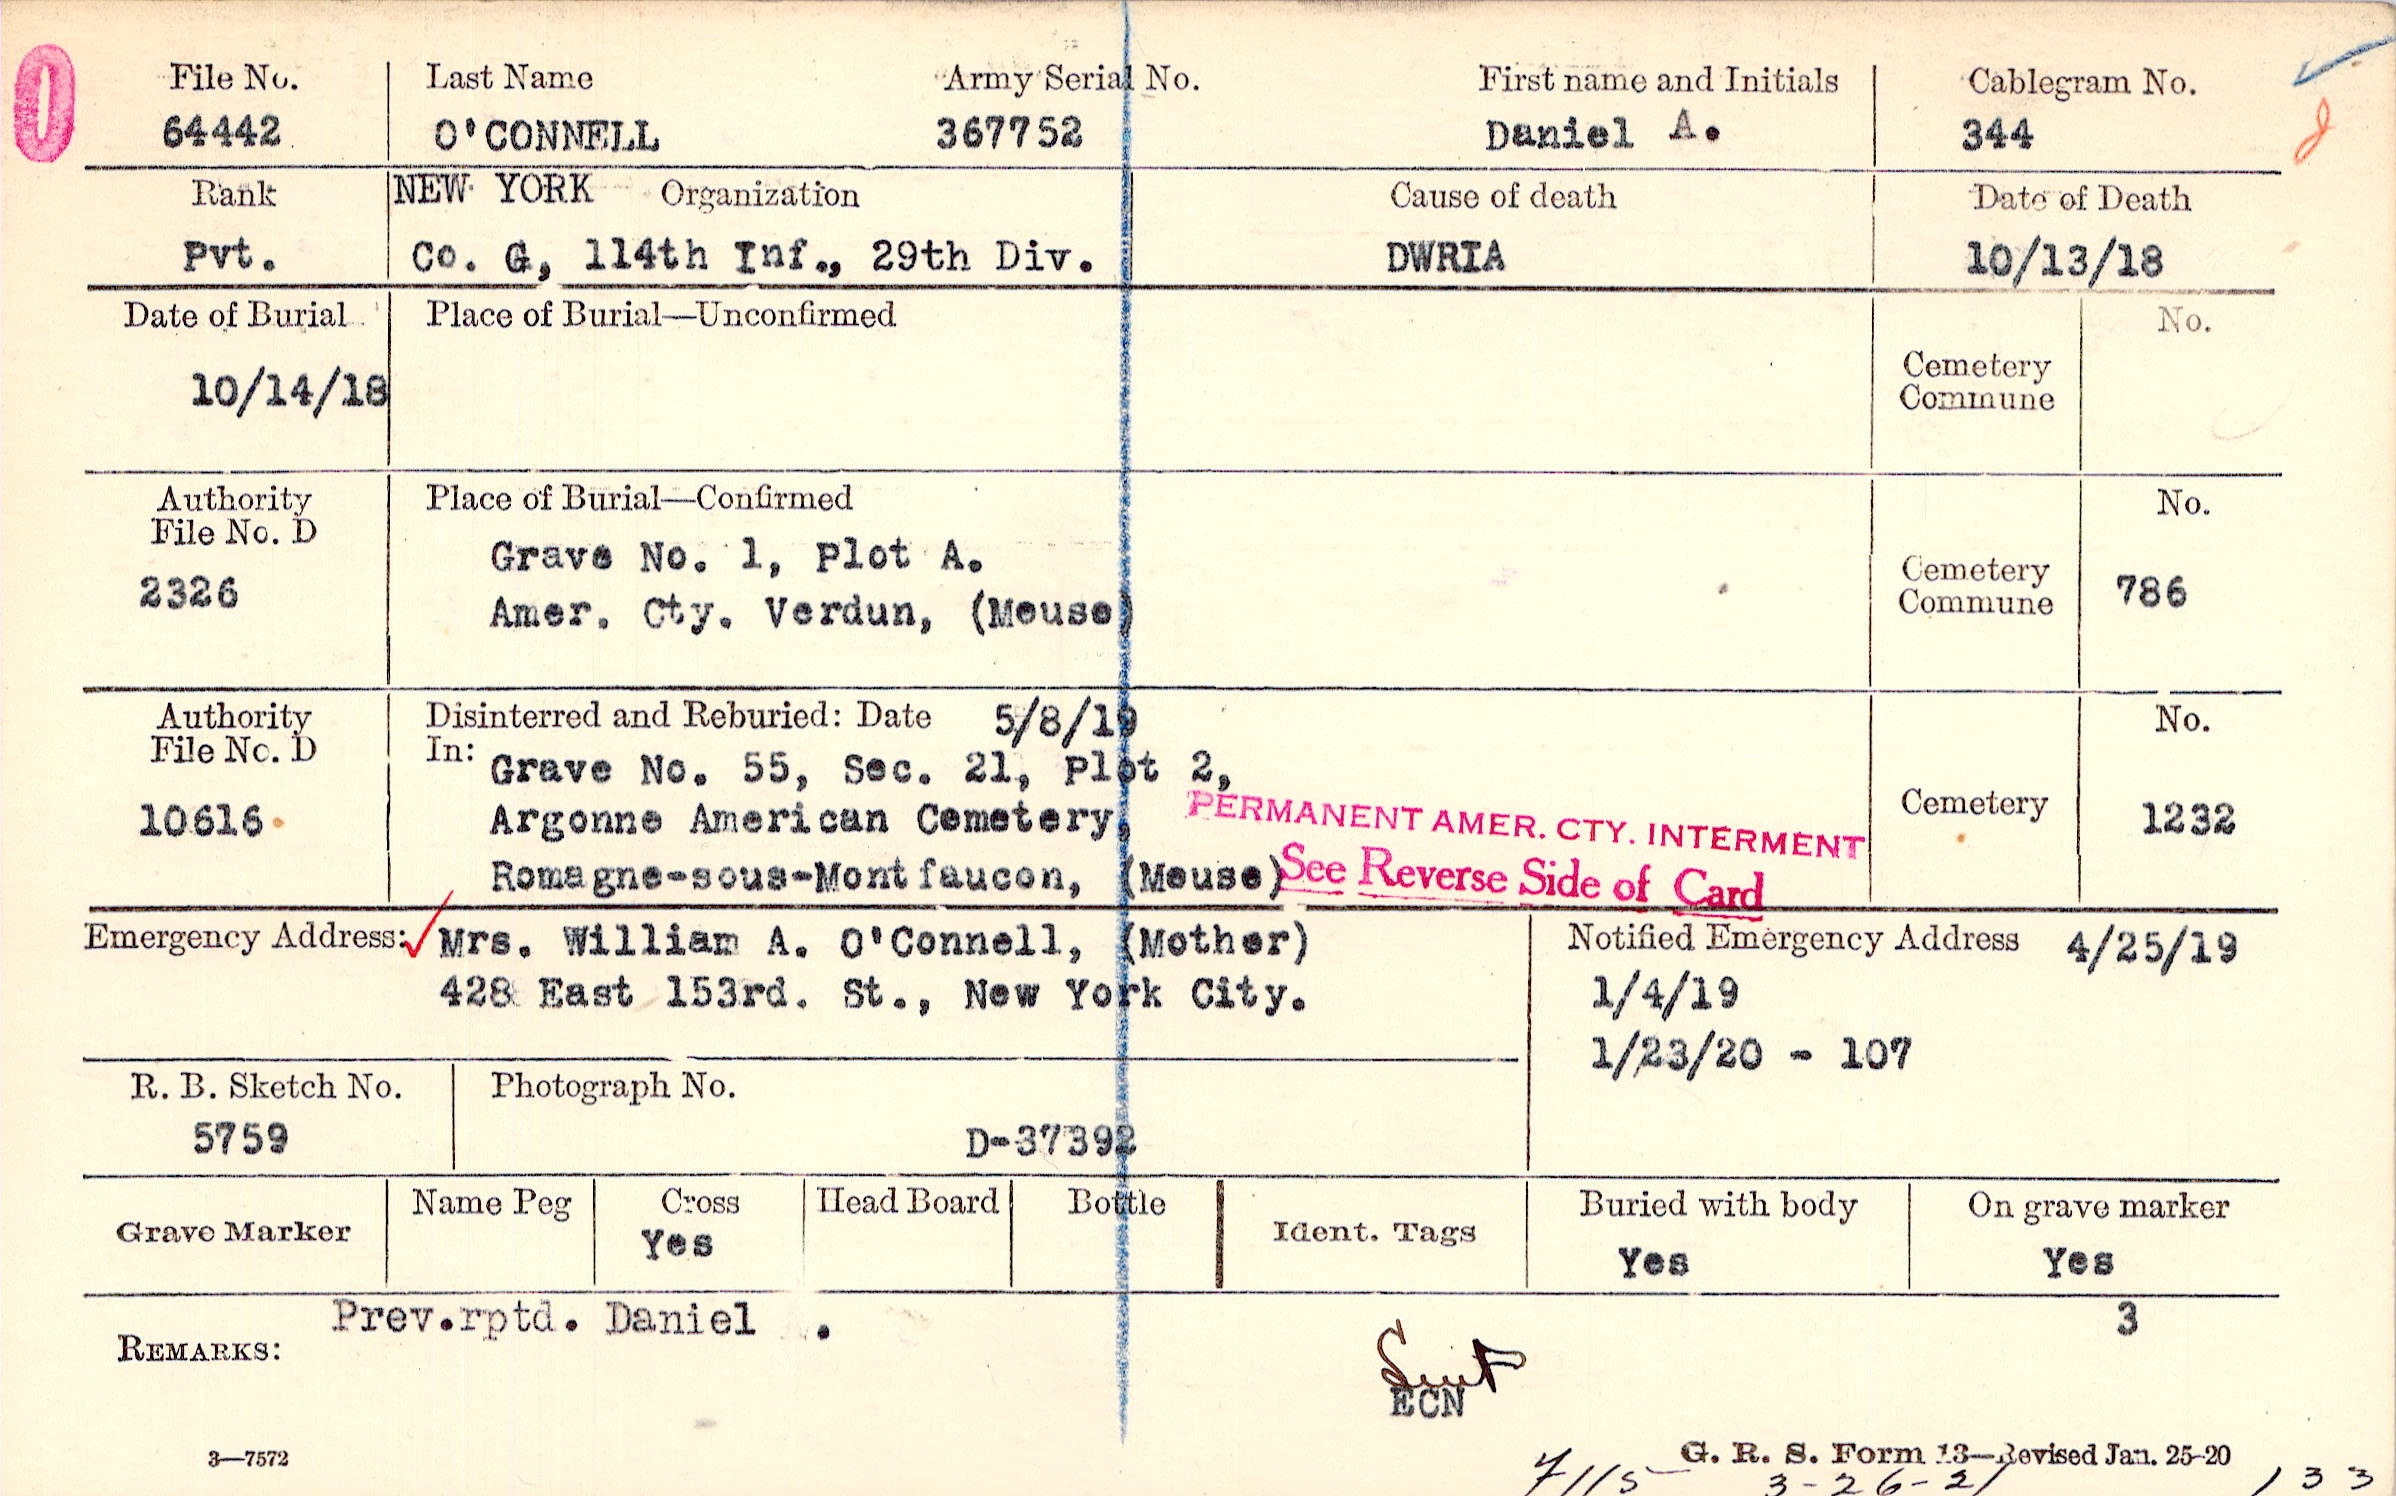 0
File No. Last Name Army Serial No. First name and Initials Cablegram No.
64442 O'CONNELL 367752 Daniel A. 344
Rank NEW YORK Organization Cause of death Date of Death
Pvt. Co. G, 114th Inf., 29th Div. DWRIA 10/13/18
Date of Burial Place of Burial—Unconfirmed No.
10/14/18 Cemetery
Commune
Authority Place of Burial—Confirmed No.
File No. D
2326 Grave No. 1, Plot A. Cemetery
Amer. Cty. Verdun, (Meuse) Commune 786
Authority Disinterred and Reburied: Date 5/8/19 No.
File No. D In: Grave No. 55, Sec. 21, Plot 2,
10616 Argonne American Cemetery, Cemetery 1232
PERMANENT AMER. CTY. INTERMENT
Romagne-sous-Montfaucon, (Meuse) See Reverse Side of Card
Emergency Address: Mrs. William A. O'Connell, (Mother) Notified Emergency Address 4/25/19
428 East 153rd. St., New York City. 1/4/19
1/23/20 - 107
R. B. Sketch No. Photograph No.
5759 D-37392
Grave Marker Name Peg Cross Head Board Bottle Ident. Tags Buried with body On grave marker
Yes Yes Yes
Prev.rptd. Daniel . 3
REMARKS:
ECN
3—7572 G. R. S. Form 13—Revised Jan. 25-20
7/15 3-26-21 133